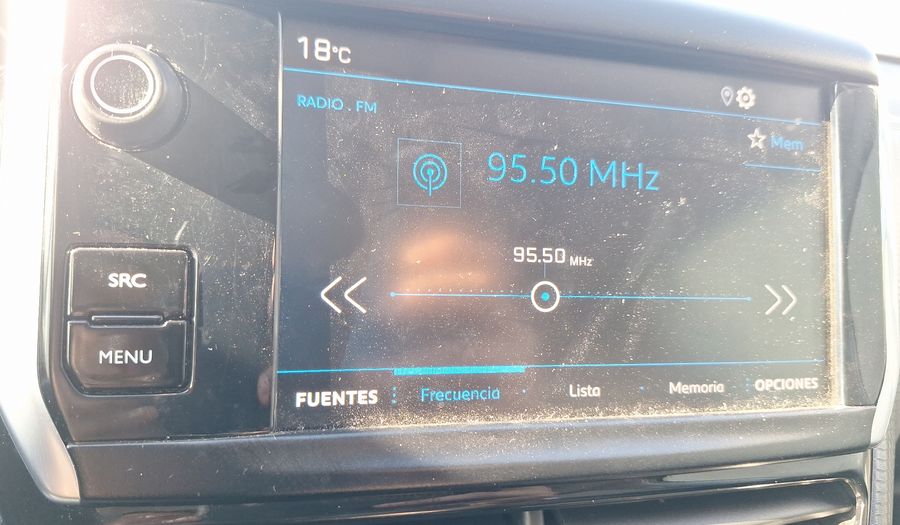 18°C
RADIO . FM
Mem
95.50 MHz
95.50 MHz
SRC
MENU
FUENTES
Frecuencia
Lista
Memoria
OPCIONES